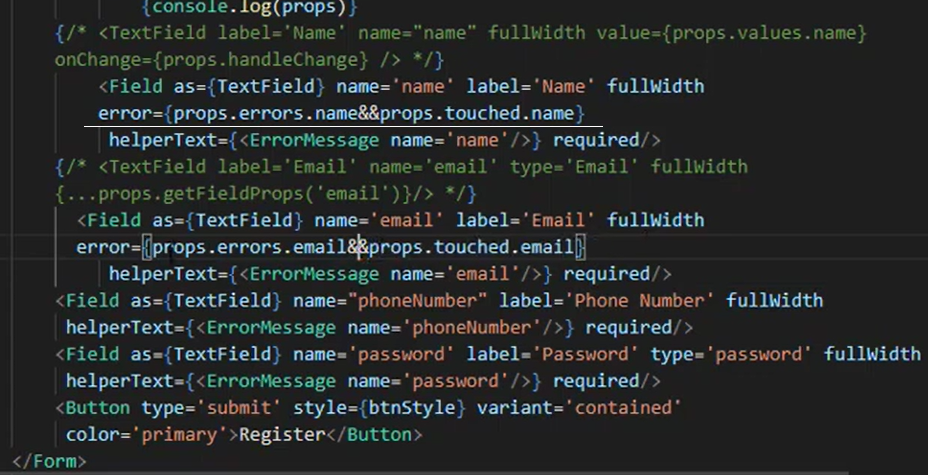 {console.log(props)}
{/* <TextField label='Name' name="name" fullWidth value={props.values.name}
onChange={props.handleChange} /> */}
<Field as={TextField} name='name' label='Name' fullWidth
error={props.errors.name&&props.touched.name}
helperText={<ErrorMessage name='name'/>} required/>
{/* <TextField label='Email' name='email' type='Email' fullWidth
{...props.getFieldProps('email')}/> */}
<Field as={TextField} name='email' label='Email' fullWidth
error={props.errors.email&&props.touched.email}
helperText={<ErrorMessage name='email'/>} required/>
<Field as={TextField} name="phoneNumber" label='Phone Number' fullWidth
helperText={<ErrorMessage name='phoneNumber'/>} required/>
<Field as={TextField} name='password' label='Password' type='password' fullWidth
helperText={<ErrorMessage name='password'/>} required/>
<Button type='submit' style={btnStyle} variant='contained'
color='primary'>Register</Button>
</Form>